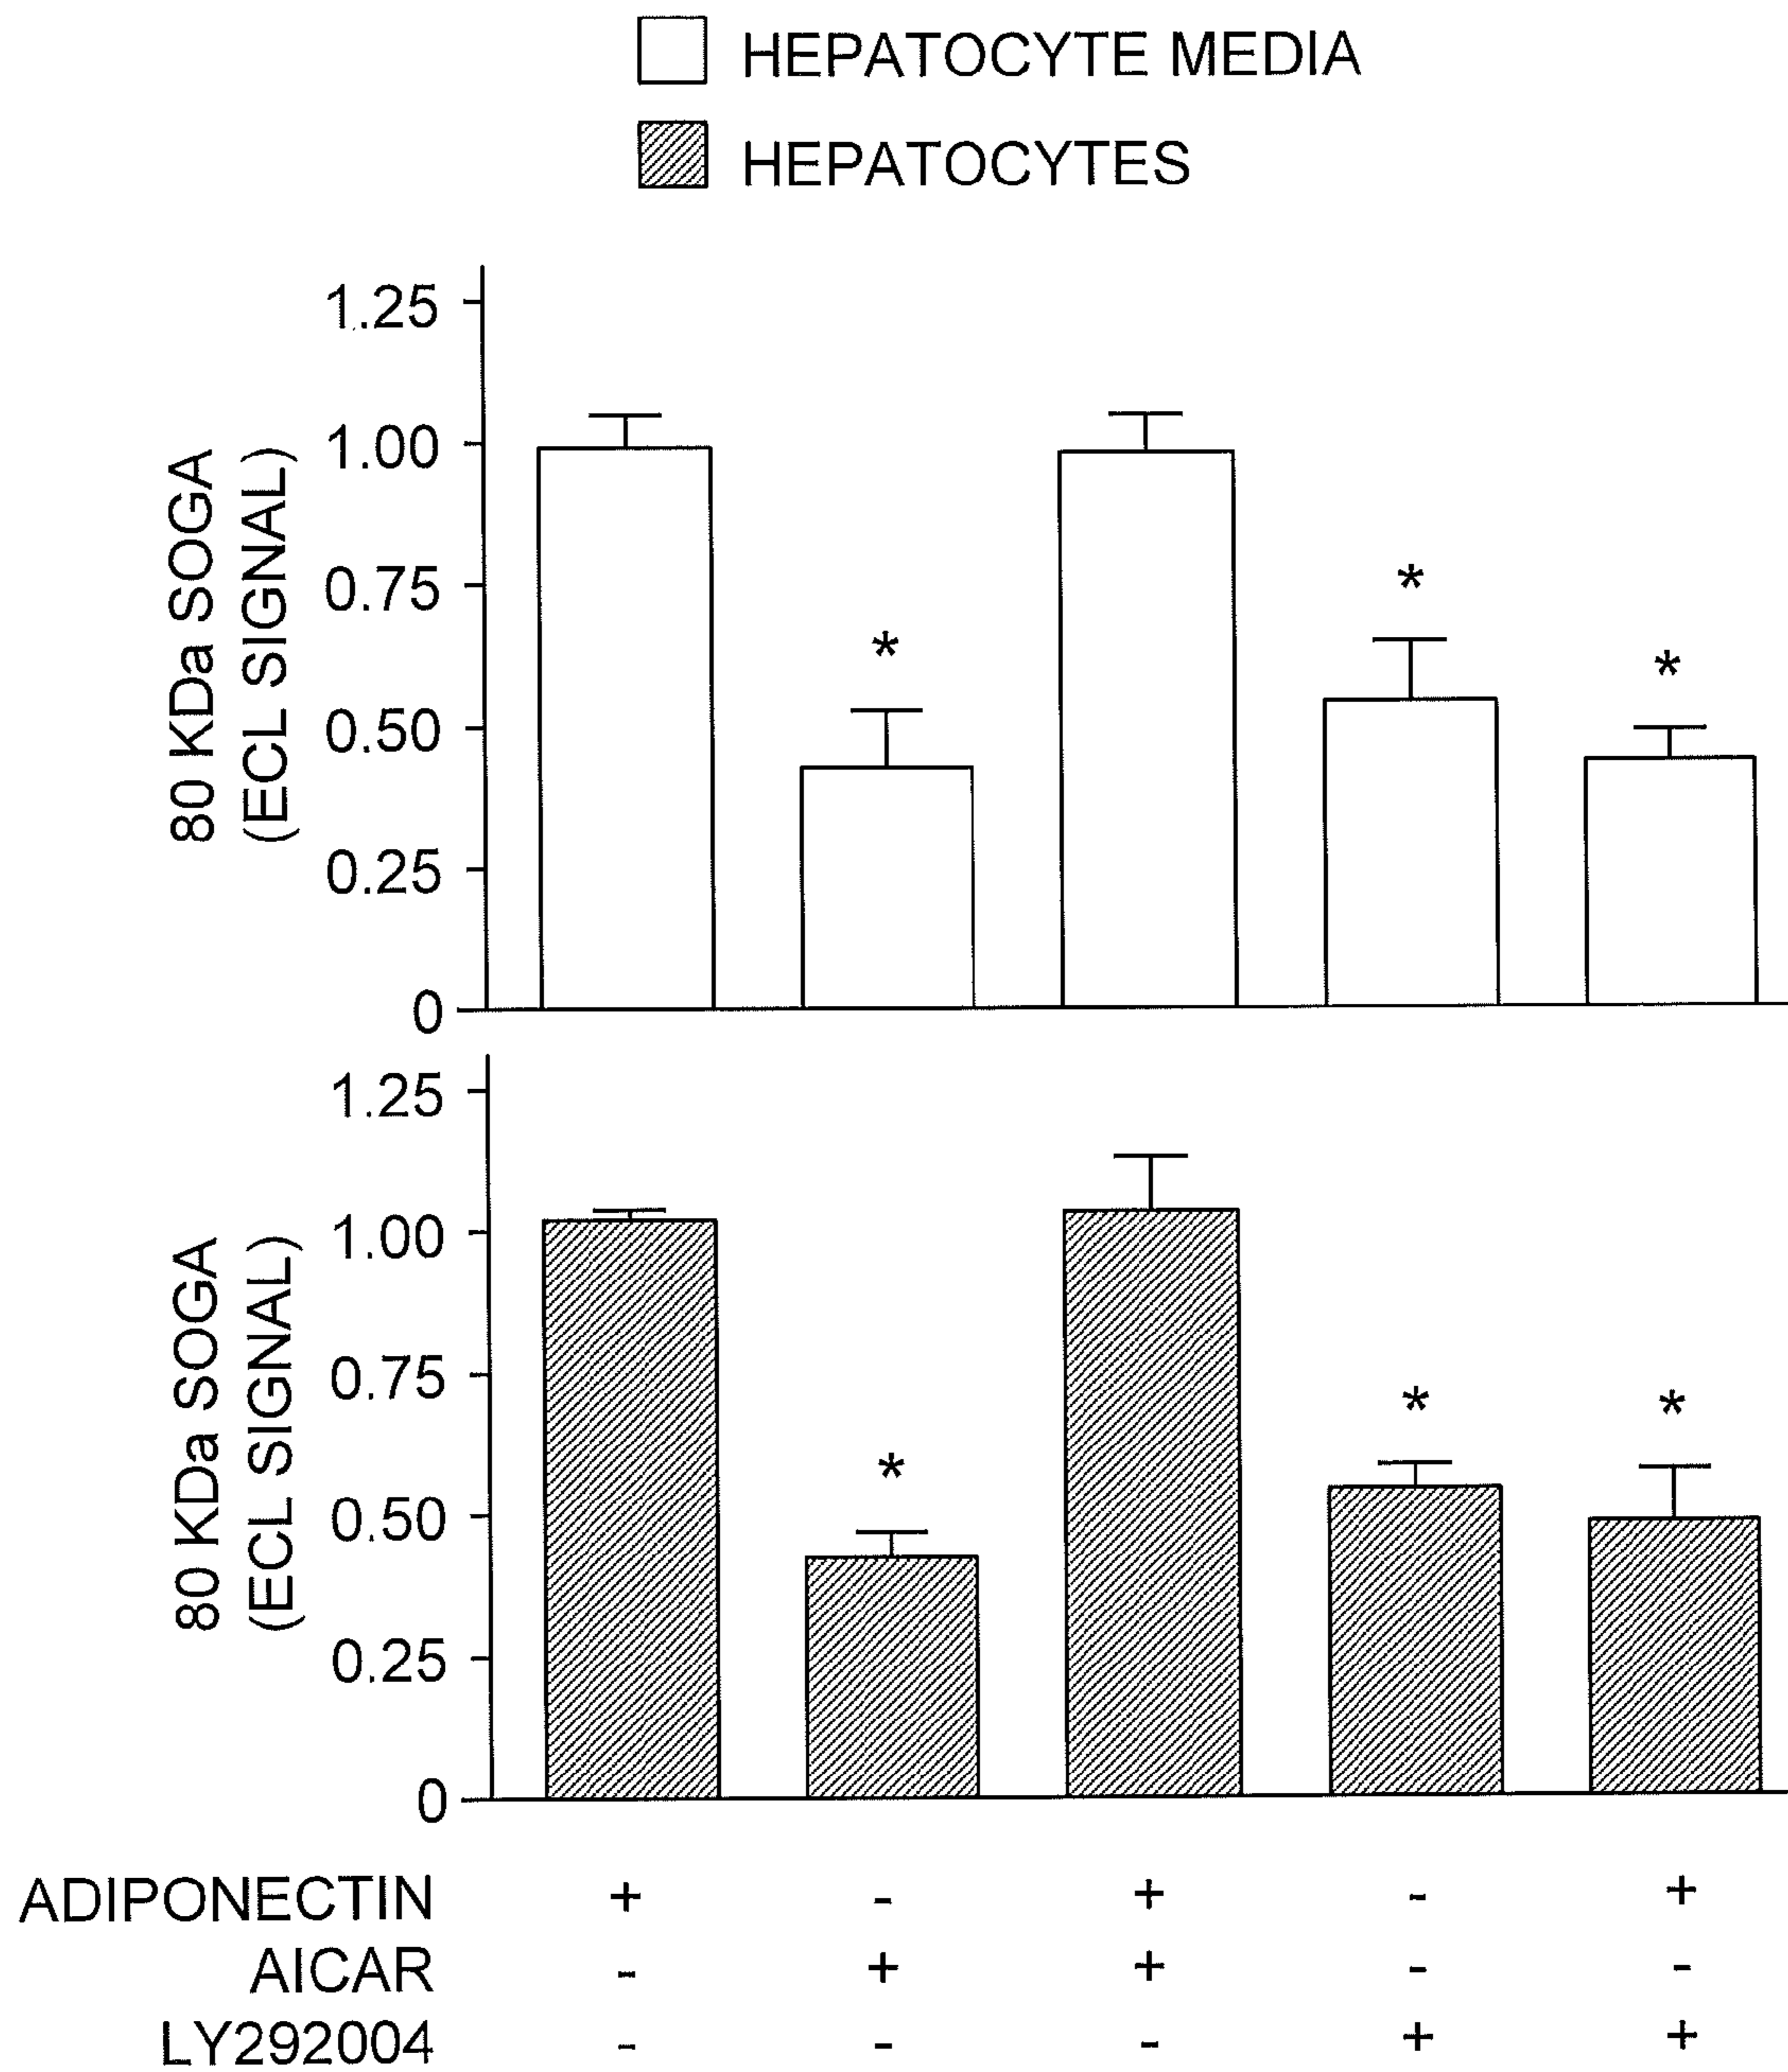 HEPATOCYTE MEDIA
HEPATOCYTES
80 KDa SOGA
(ECL SIGNAL)
1.25
1.00
0.75
0.50
0.25
0
*
*
*
80 KDa SOGA
(ECL SIGNAL)
1.25
1.00
0.75
0.50
0.25
0
*
*
*
ADIPONECTIN + - + - +
AICAR - + + - -
LY292004 - - - + +